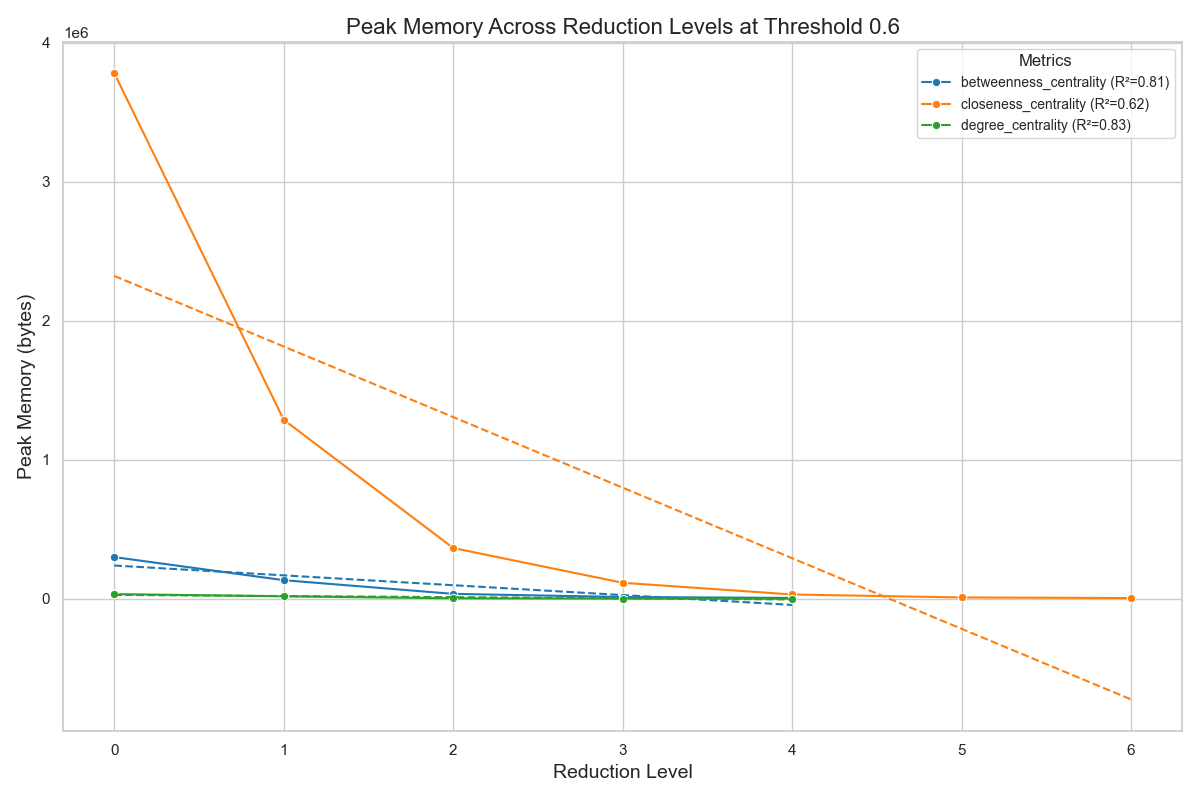 Peak Memory Across Reduction Levels at Threshold 0.6
1e6
Metrics
betweenness_centrality (R²=0.81)
closeness_centrality (R²=0.62)
degree_centrality (R²=0.83)
4
3
2
1
0
Peak Memory (bytes)
0 1 2 3 4 5 6
Reduction Level